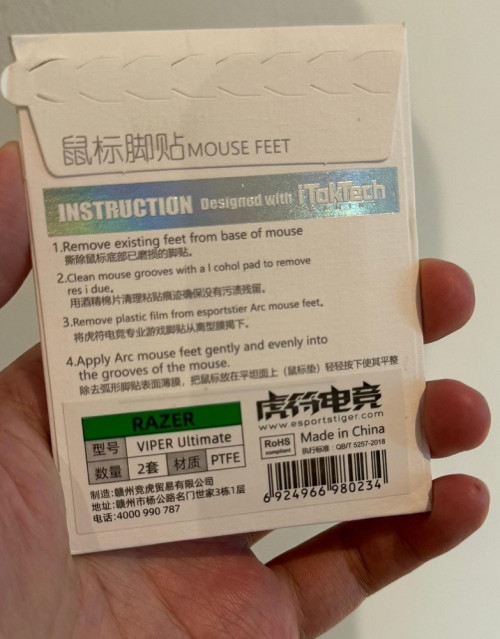 鼠标脚贴MOUSE FEET
INSTRUCTION Designed with iTokTech
1.Remove existing feet from base of mouse
撕除鼠标底部已磨损的脚贴。
2.Clean mouse grooves with a l cohol pad to remove
res i due.
用酒精棉片清理粘贴痕迹确保没有污渍残留。
3.Remove plastic film from esportstier Arc mouse feet。
将虎符电竞专业游戏脚贴从离型膜揭下。
4.Apply Arc mouse feet gently and evenly into
the grooves of the mouse.
除去弧形脚贴表面薄膜，把鼠标放在平坦面上（鼠标垫）轻轻按下使其平整
RAZER
型号 VIPER Ultimate
数量 2套 材质 PTFE
制造：赣州竞虎贸易有限公司
地址：赣州市杨公路名门世家3栋1层
电话：4000 990 787
虎符电竞
www.esportstiger.com
RoHS
compliant
Made in China
执行标准：QB/T 5257-2018
6 924966 980234